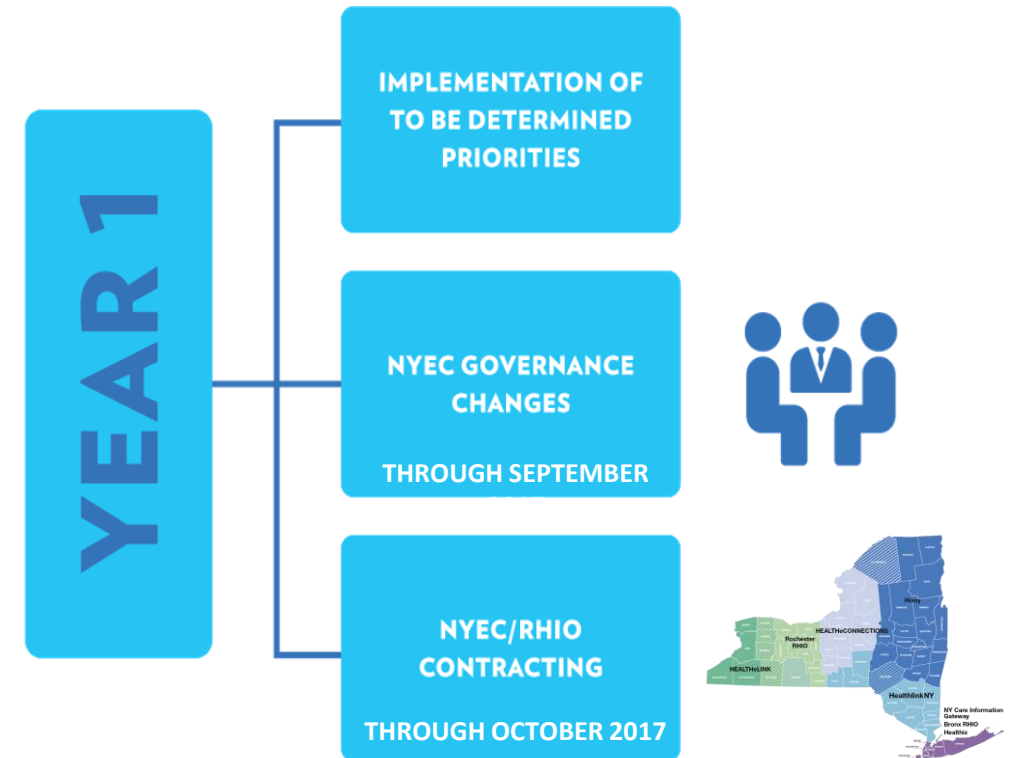 YEAR 1
IMPLEMENTATION OF
TO BE DETERMINED
PRIORITIES
NYEC GOVERNANCE
CHANGES
THROUGH SEPTEMBER
NYEC/RHIO
CONTRACTING
THROUGH OCTOBER 2017
Hixny
HEALTHeCONNECTIONS
Rochester
RHIO
HEALTHeLINK
HealthlinkNY
NY Care Information
Gateway
Bronx RHIO
Healthix